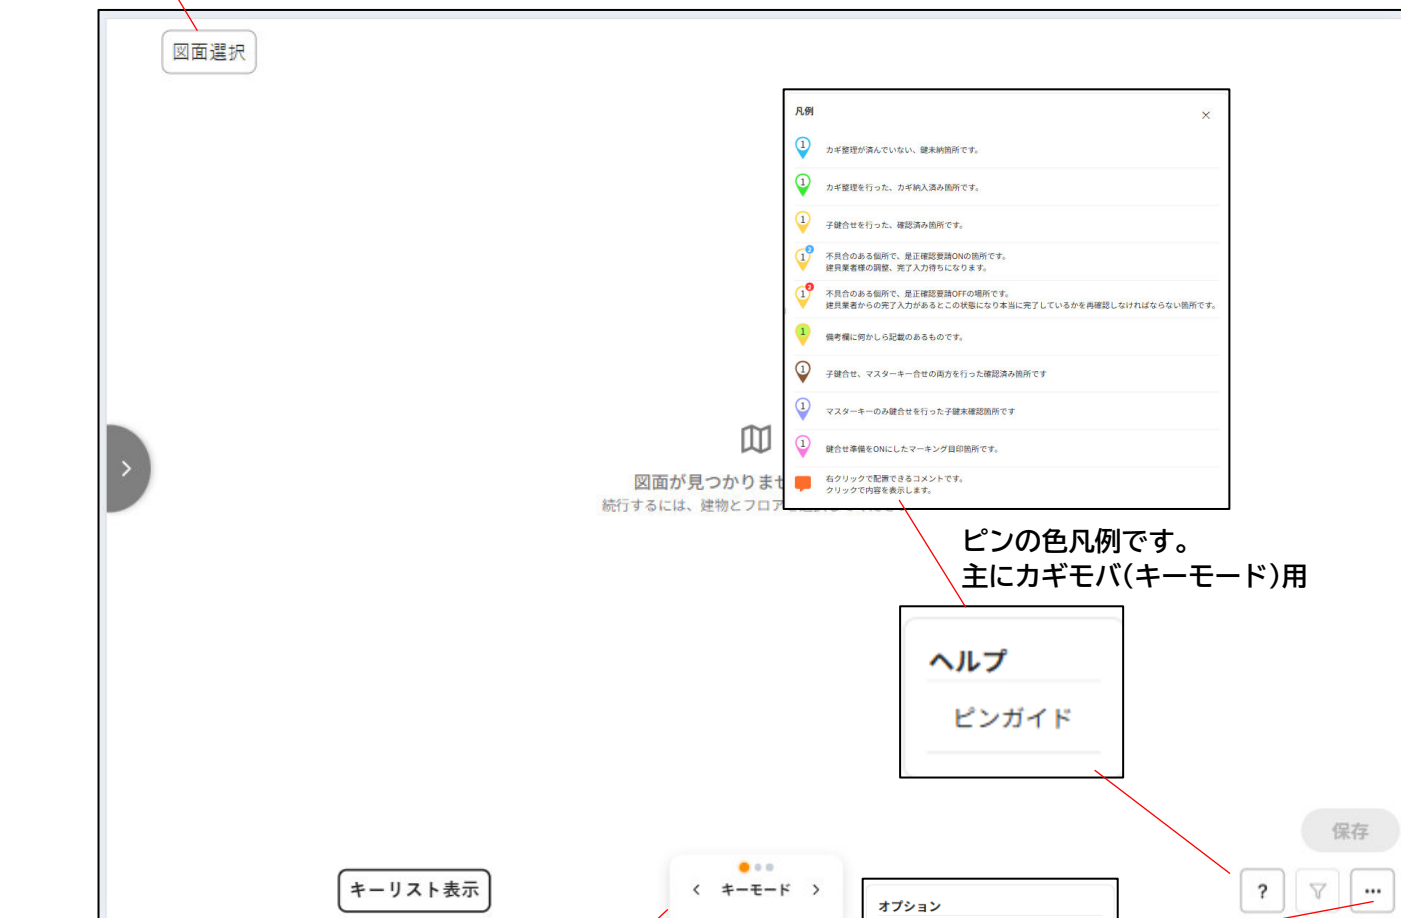 図面選択
凡例
1 カギ整理が済んでいない、鍵未納箇所です。
1 カギ整理を行った、カギ納入済み箇所です。
1 子鍵合せを行った、確認済み箇所です。
1 2 不具合のある個所で、是正確認要請ONの箇所です。
建具業者様の調整、完了入力待ちになります。
1 2 不具合のある個所で、是正確認要請OFFの場所です。
建具業者からの完了入力があるとこの状態になり本当に完了しているかを再確認しなければならない箇所です。
1 備考欄に何かしら記載のあるものです。
1 子鍵合せ、マスターキー合せの両方を行った確認済み箇所です
1 マスターキーのみ鍵合せを行った子鍵未確認箇所です
1 鍵合せ準備をONにしたマーキング目印箇所です。
右クリックで配置できるコメントです。
クリックで内容を表示します。
図面が見つかりませ
続行するには、建物とフロア
ピンの色凡例です。
主にカギモバ(キーモード)用
ヘルプ
ピンガイド
保存
キーリスト表示
キーモード
オプション
?
…